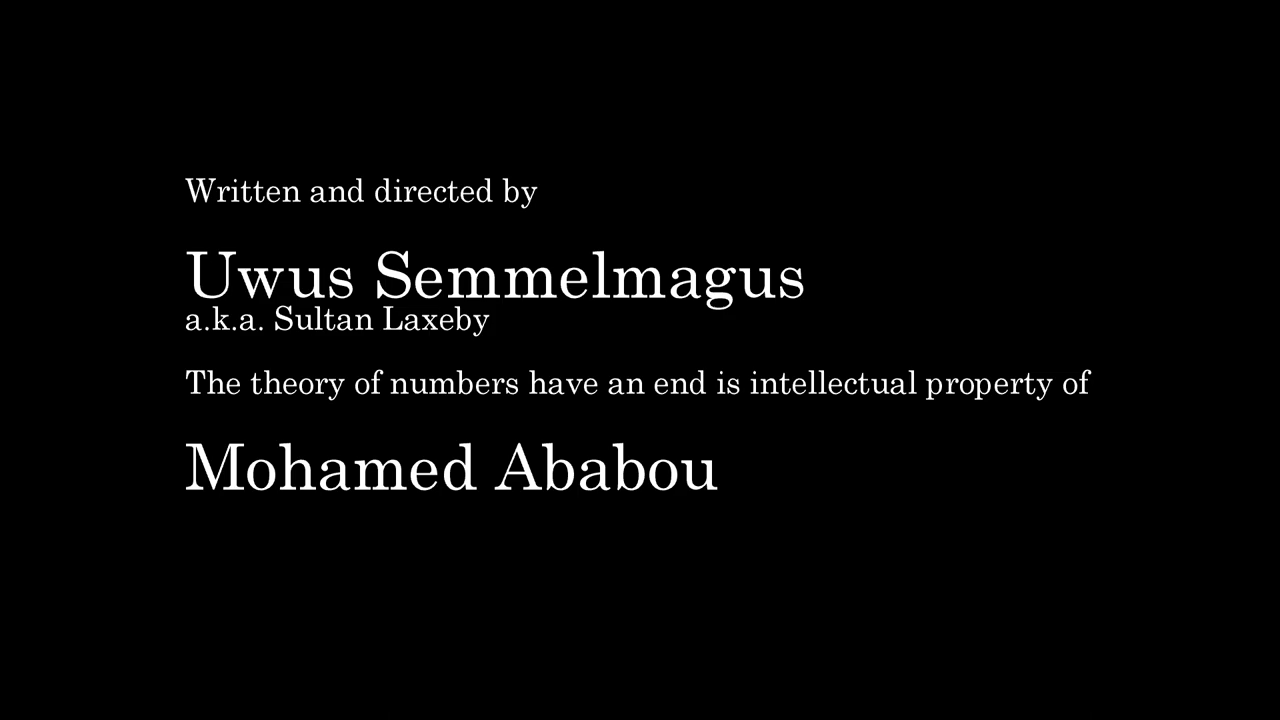 Written and directed by
Uwus Semmelmagus
a.k.a. Sultan Laxeby
The theory of numbers have an end is intellectual property of
Mohamed Ababou